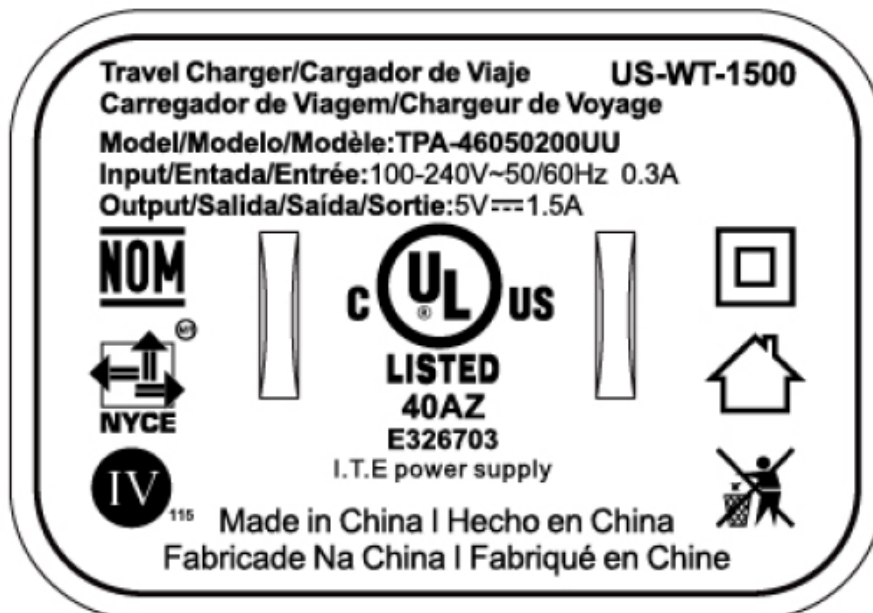 Travel Charger/Cargador de Viaje US-WT-1500
Carregador de Viagem/Chargeur de Voyage
Model/Modelo/Modèle:TPA-46050200UU
Input/Entada/Entrée:100-240V~50/60Hz 0.3A
Output/Salida/Saída/Sortie:5V⎓1.5A
NOM
C UL ® US
LISTED
40AZ
E326703
I.T.E power supply
NYCE
IV
115
Made in China I Hecho en China
Fabricade Na China I Fabriqué en Chine